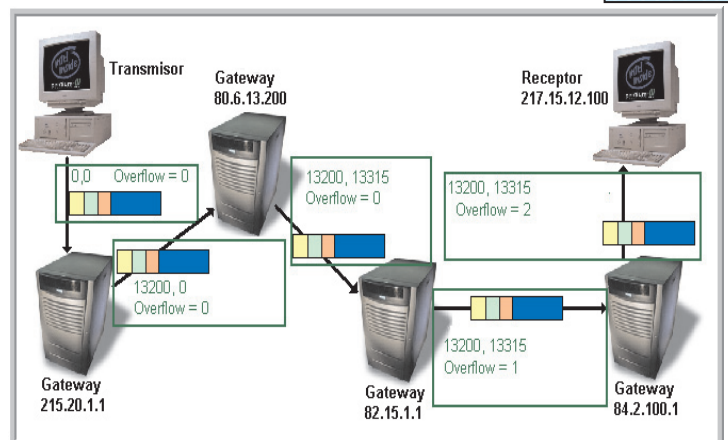 Transmisor
Gateway
80.6.13.200
Receptor
217.15.12.100
0,0 Overflow = 0
13200, 13315
Overflow = 0
13200, 13315
Overflow = 2
13200, 0
Overflow = 0
13200, 13315
Overflow = 1
Gateway
215.20.1.1
Gateway
82.15.1.1
Gateway
84.2.100.1